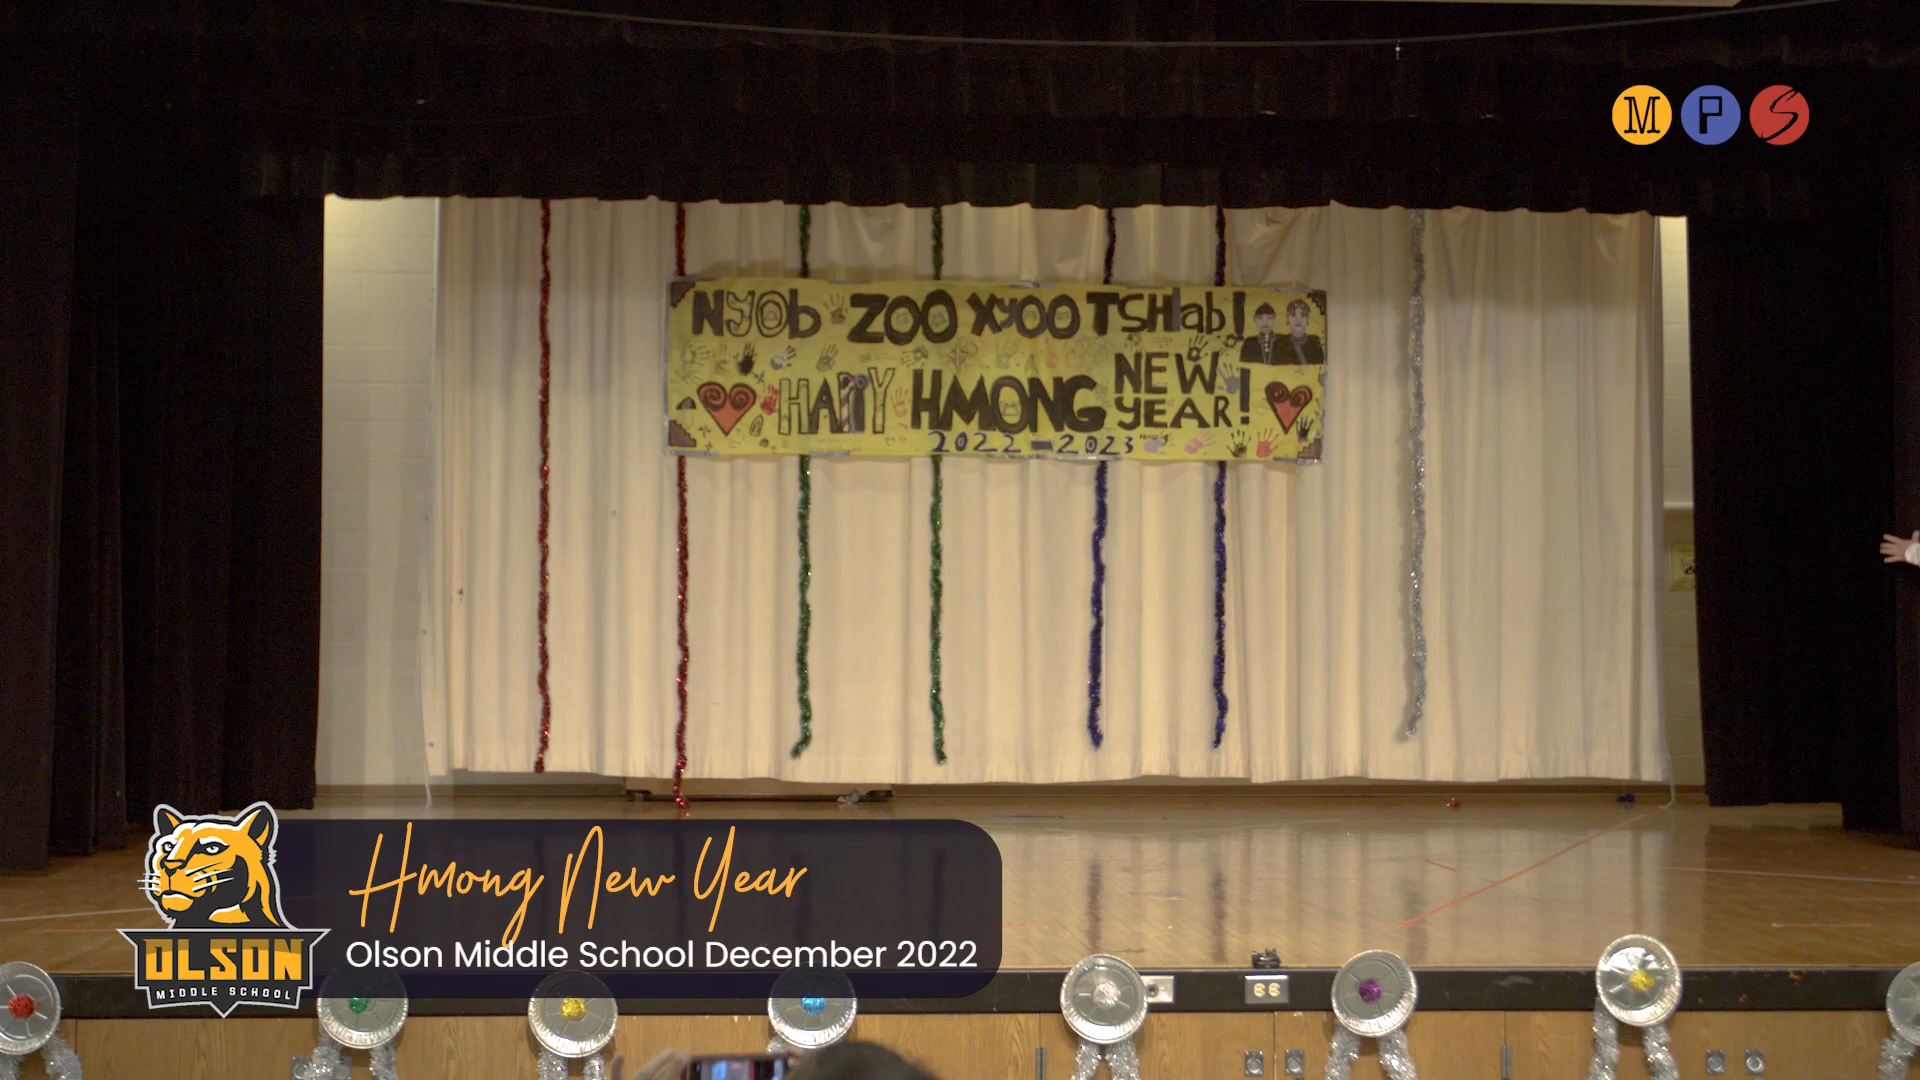 M P S
NYOb ZOO XYOO TSHIab!
HAPPY HMONG NEW YEAR!
2022-2023
Hmong New Year
Olson Middle School December 2022
OLSON
MIDDLE SCHOOL